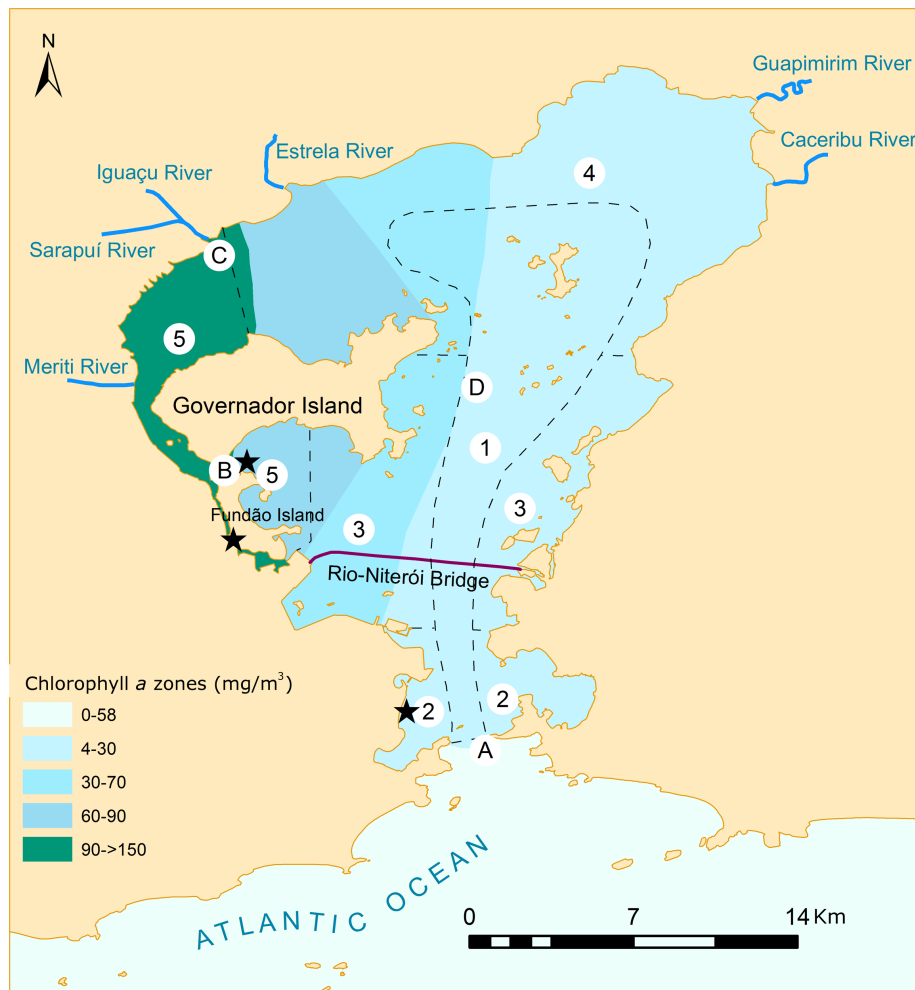 N
Guapimirim River
Caceribu River
Estrela River
Iguaçu River
Sarapuí River
4
C
5
Meriti River
D
Governador Island
1
B
5
3
Fundão Island
3
Rio-Niterói Bridge
Chlorophyll a zones (mg/m³)
0-58
4-30
30-70
60-90
90->150
2
2
A
ATLANTIC OCEAN
0 7 14 Km